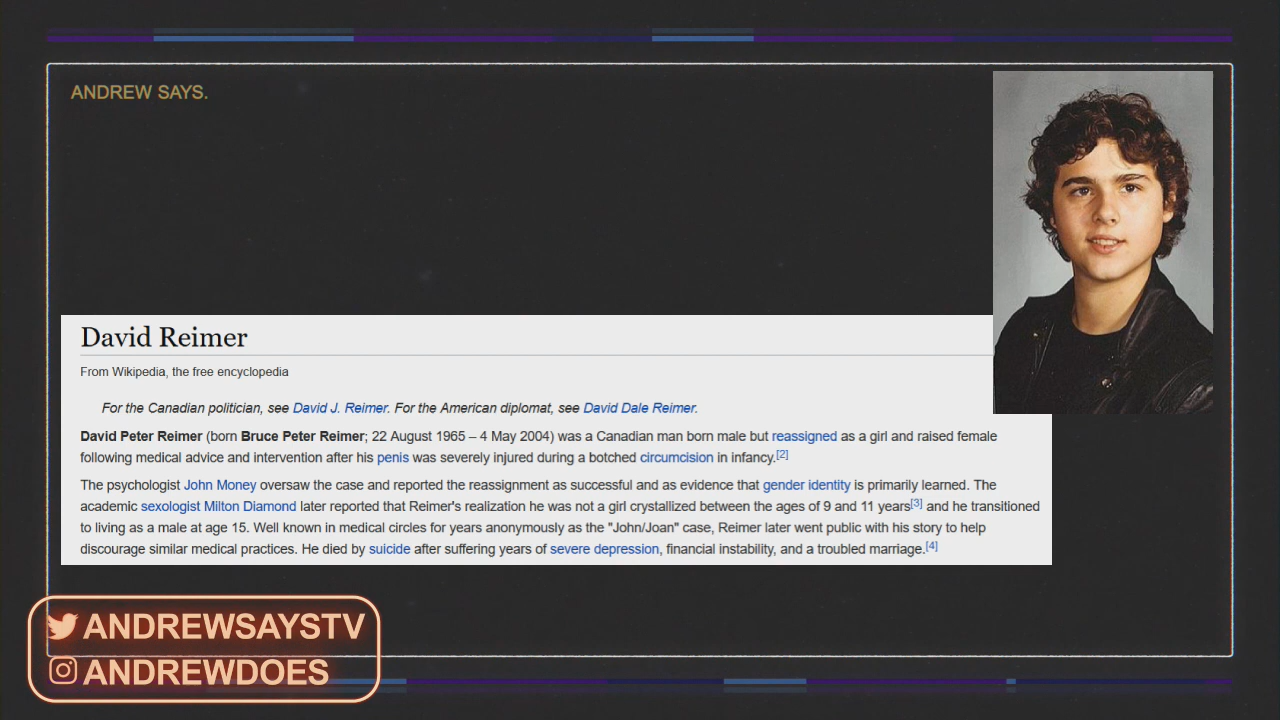 ANDREW SAYS.
David Reimer
From Wikipedia, the free encyclopedia
For the Canadian politician, see David J. Reimer. For the American diplomat, see David Dale Reimer.
David Peter Reimer (born Bruce Peter Reimer; 22 August 1965 – 4 May 2004) was a Canadian man born male but reassigned as a girl and raised female
following medical advice and intervention after his penis was severely injured during a botched circumcision in infancy.[2]
The psychologist John Money oversaw the case and reported the reassignment as successful and as evidence that gender identity is primarily learned. The
academic sexologist Milton Diamond later reported that Reimer's realization he was not a girl crystallized between the ages of 9 and 11 years[3] and he transitioned
to living as a male at age 15. Well known in medical circles for years anonymously as the "John/Joan" case, Reimer later went public with his story to help
discourage similar medical practices. He died by suicide after suffering years of severe depression, financial instability, and a troubled marriage.[4]
ANDREWSAYSTV
ANDREWDOES